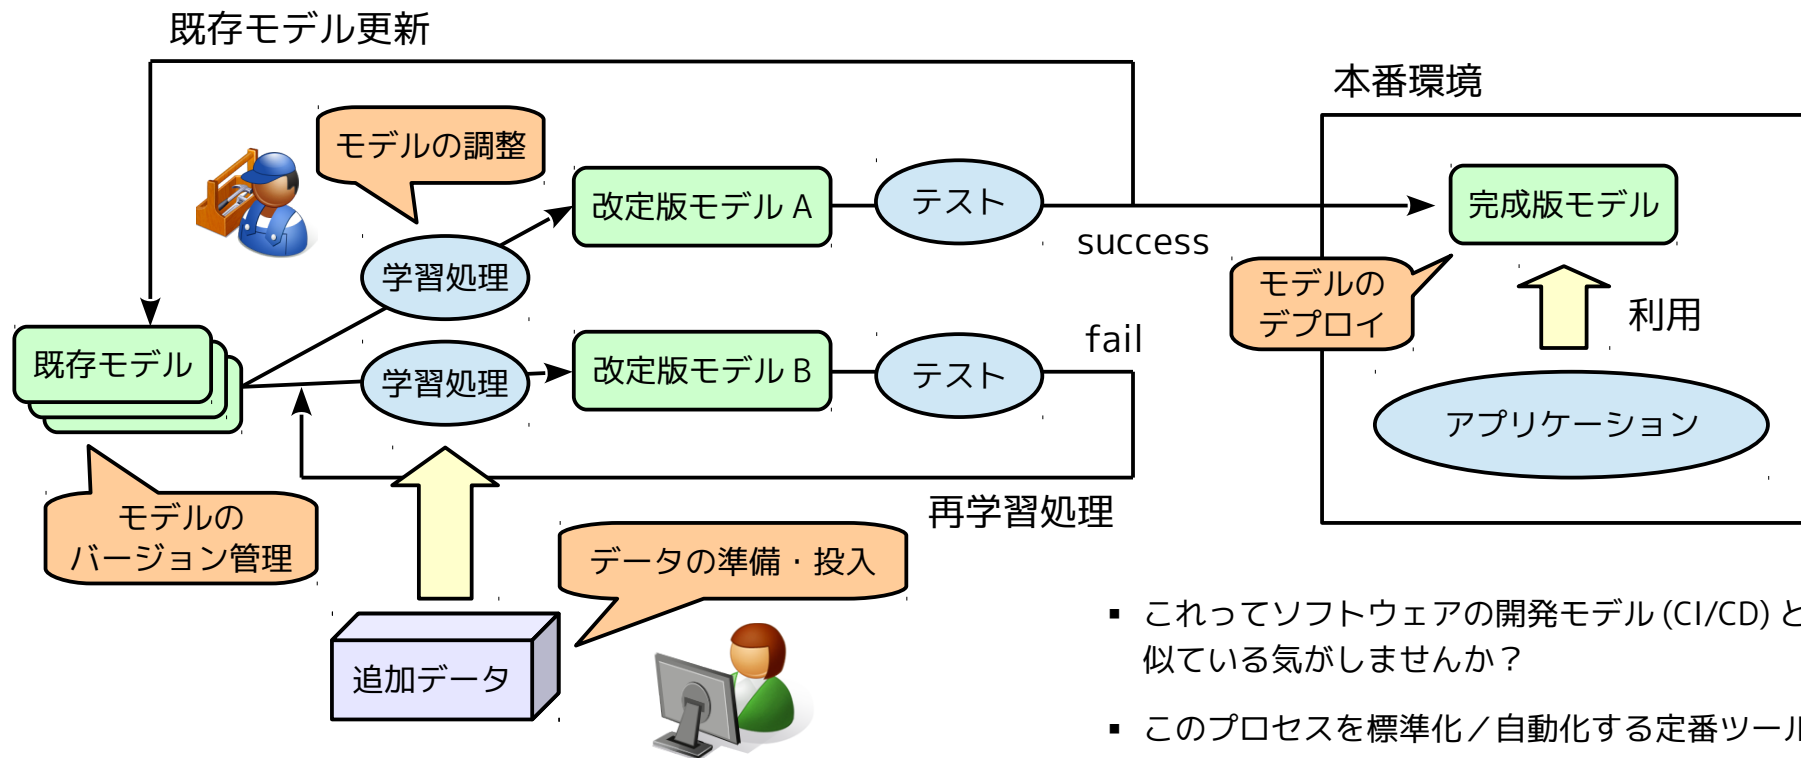 既存モデル更新
本番環境
モデルの調整
改定版モデル A
テスト
完成版モデル
success
学習処理
モデルの
デプロイ
利用
fail
既存モデル
学習処理
改定版モデル B
テスト
アプリケーション
再学習処理
モデルの
バージョン管理
データの準備・投入
追加データ
▪ これってソフトウェアの開発モデル (CI/CD) と
似ている気がしませんか？
▪ このプロセスを標準化／自動化する定番ツール